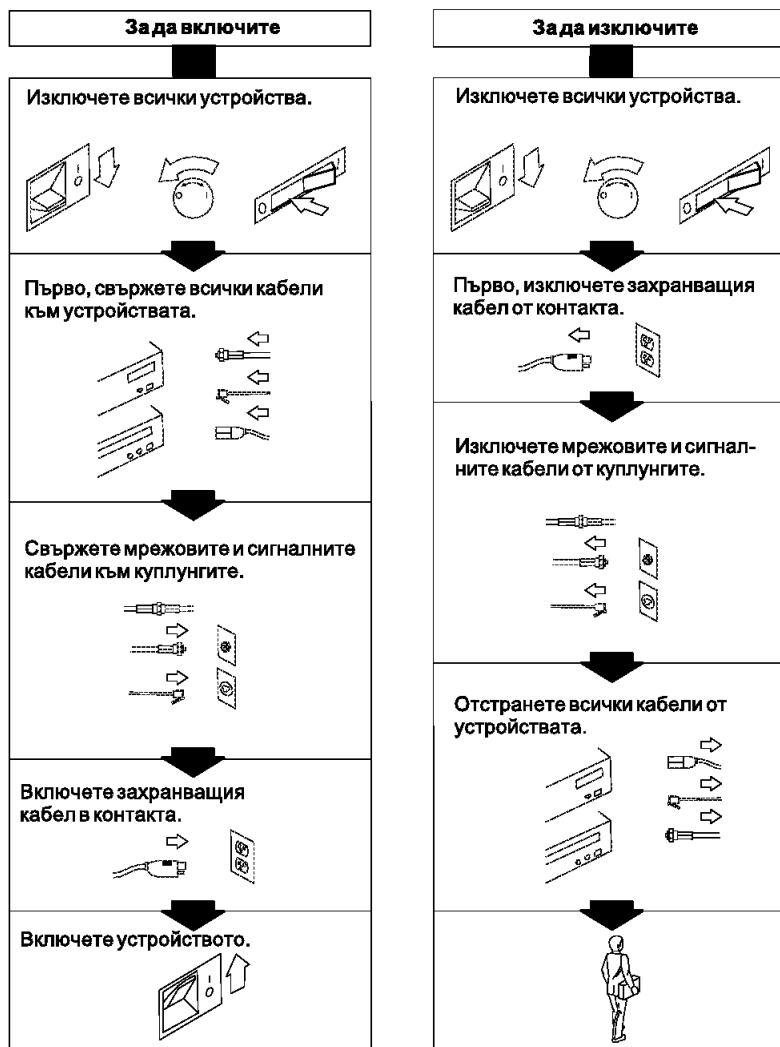 За да включите
Изключете всички устройства.
Първо, свържете всички кабели
към устройствата.
Свържете мрежовите и сигналните
кабели към куплунгите.
Включете захранващия
кабел в контакта.
Включете устройството.
За да изключите
Изключете всички устройства.
Първо, изключете захранващия
кабел от контакта.
Изключете мрежовите и сигнал-
ните кабели от куплунгите.
Отстранете всички кабели от
устройствата.